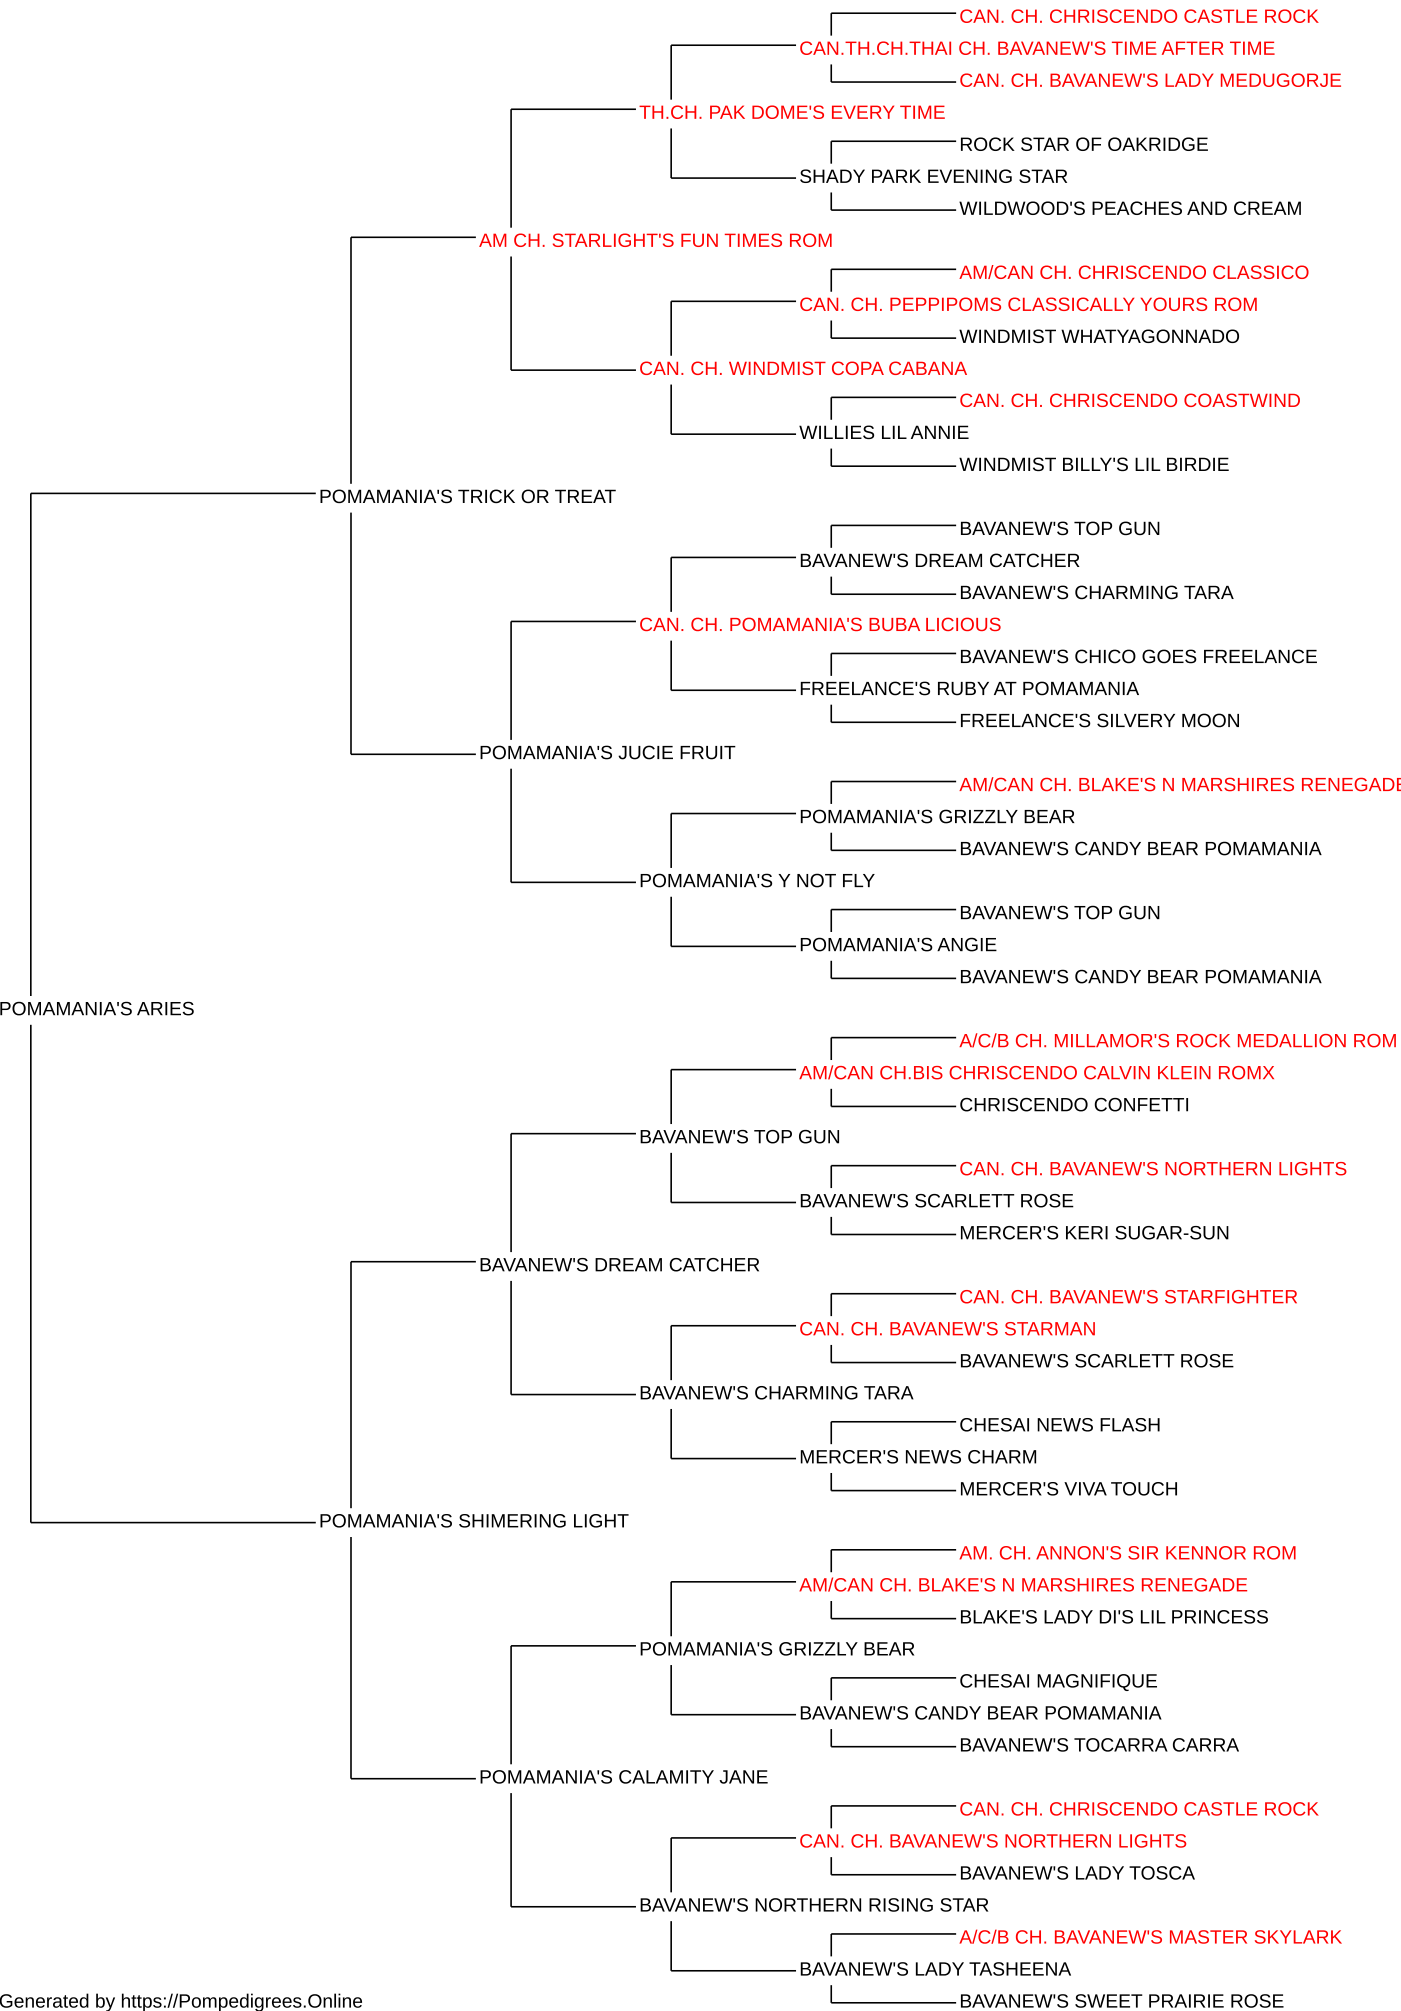 CAN. CH. CHRISCENDO CASTLE ROCK
CAN.TH.CH.THAI CH. BAVANEW'S TIME AFTER TIME
CAN. CH. BAVANEW'S LADY MEDUGORJE
TH.CH. PAK DOME'S EVERY TIME
ROCK STAR OF OAKRIDGE
SHADY PARK EVENING STAR
WILDWOOD'S PEACHES AND CREAM
AM CH. STARLIGHT'S FUN TIMES ROM
AM/CAN CH. CHRISCENDO CLASSICO
CAN. CH. PEPPIPOMS CLASSICALLY YOURS ROM
WINDMIST WHATYAGONNADO
CAN. CH. WINDMIST COPA CABANA
CAN. CH. CHRISCENDO COASTWIND
WILLIES LIL ANNIE
WINDMIST BILLY'S LIL BIRDIE
POMAMANIA'S TRICK OR TREAT
BAVANEW'S TOP GUN
BAVANEW'S DREAM CATCHER
BAVANEW'S CHARMING TARA
CAN. CH. POMAMANIA'S BUBA LICIOUS
BAVANEW'S CHICO GOES FREELANCE
FREELANCE'S RUBY AT POMAMANIA
FREELANCE'S SILVERY MOON
POMAMANIA'S JUCIE FRUIT
AM/CAN CH. BLAKE'S N MARSHIRES RENEGADE
POMAMANIA'S GRIZZLY BEAR
BAVANEW'S CANDY BEAR POMAMANIA
POMAMANIA'S Y NOT FLY
BAVANEW'S TOP GUN
POMAMANIA'S ANGIE
BAVANEW'S CANDY BEAR POMAMANIA
POMAMANIA'S ARIES
A/C/B CH. MILLAMOR'S ROCK MEDALLION ROM
AM/CAN CH.BIS CHRISCENDO CALVIN KLEIN ROMX
CHRISCENDO CONFETTI
BAVANEW'S TOP GUN
CAN. CH. BAVANEW'S NORTHERN LIGHTS
BAVANEW'S SCARLETT ROSE
MERCER'S KERI SUGAR-SUN
BAVANEW'S DREAM CATCHER
CAN. CH. BAVANEW'S STARFIGHTER
CAN. CH. BAVANEW'S STARMAN
BAVANEW'S SCARLETT ROSE
BAVANEW'S CHARMING TARA
CHESAI NEWS FLASH
MERCER'S NEWS CHARM
MERCER'S VIVA TOUCH
POMAMANIA'S SHIMERING LIGHT
AM. CH. ANNON'S SIR KENNOR ROM
AM/CAN CH. BLAKE'S N MARSHIRES RENEGADE
BLAKE'S LADY DI'S LIL PRINCESS
POMAMANIA'S GRIZZLY BEAR
CHESAI MAGNIFIQUE
BAVANEW'S CANDY BEAR POMAMANIA
BAVANEW'S TOCARRA CARRA
POMAMANIA'S CALAMITY JANE
CAN. CH. CHRISCENDO CASTLE ROCK
CAN. CH. BAVANEW'S NORTHERN LIGHTS
BAVANEW'S LADY TOSCA
BAVANEW'S NORTHERN RISING STAR
A/C/B CH. BAVANEW'S MASTER SKYLARK
BAVANEW'S LADY TASHEENA
BAVANEW'S SWEET PRAIRIE ROSE
Generated by https://Pompedigrees.Online